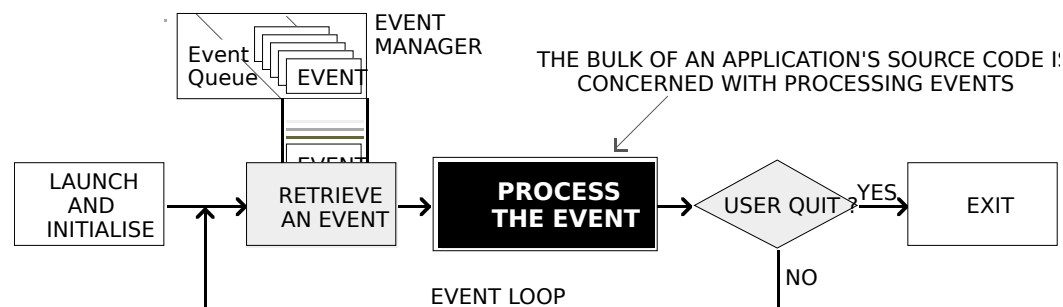 EVENT
MANAGER
Event
Queue
EVENT
THE BULK OF AN APPLICATION'S SOURCE CODE IS
CONCERNED WITH PROCESSING EVENTS
EVENT
LAUNCH
AND
INITIALISE
RETRIEVE
AN EVENT
PROCESS
THE EVENT
USER QUIT ?
YES
EXIT
NO
EVENT LOOP